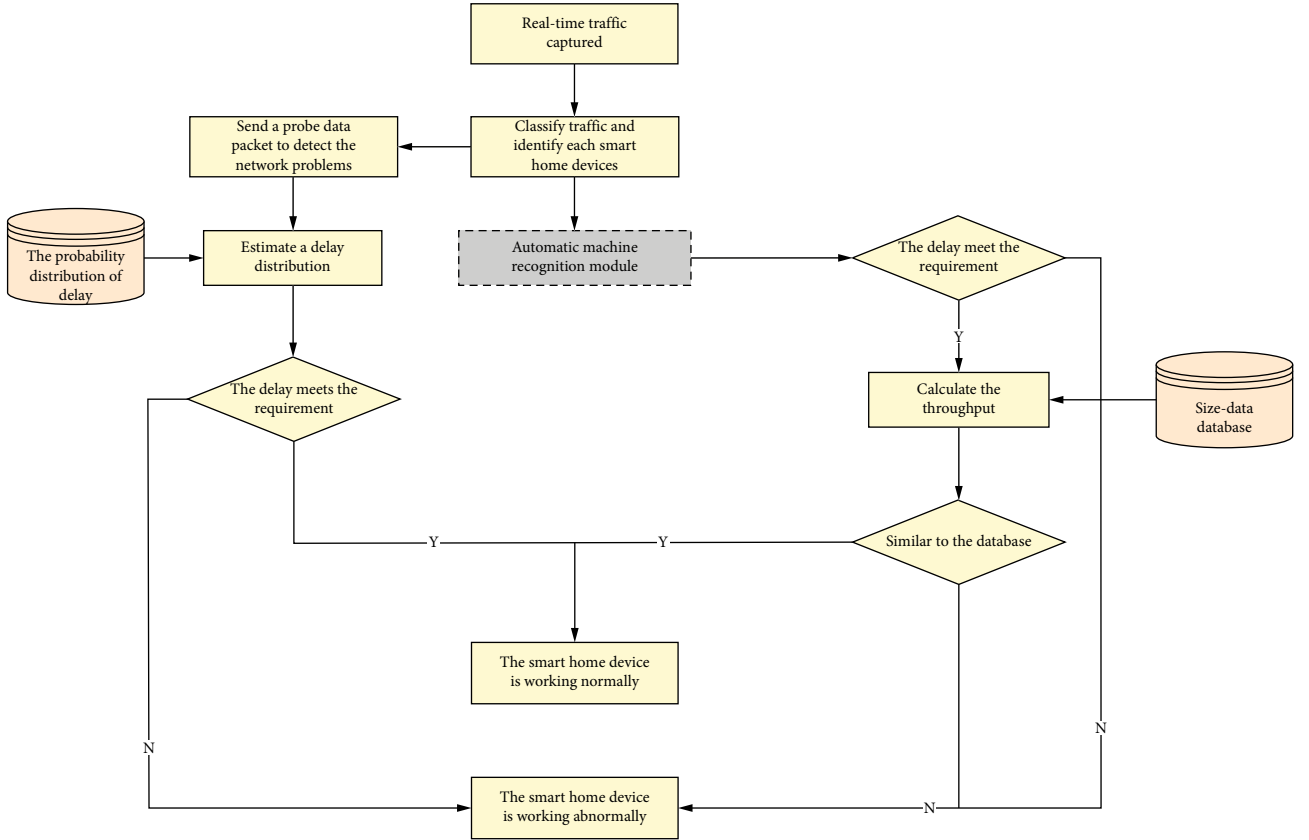 Real-time traffic
captured
Send a probe data
packet to detect the
network problems
Classify traffic and
identify each smart
home devices
The probability
distribution of
delay
Estimate a delay
distribution
Automatic machine
recognition module
The delay meet the
requirement
Y
The delay meets the
requirement
Calculate the
throughput
Size-data
database
Y
Y
Similar to the database
The smart home device
is working normally
N
N
The smart home device
is working abnormally
N